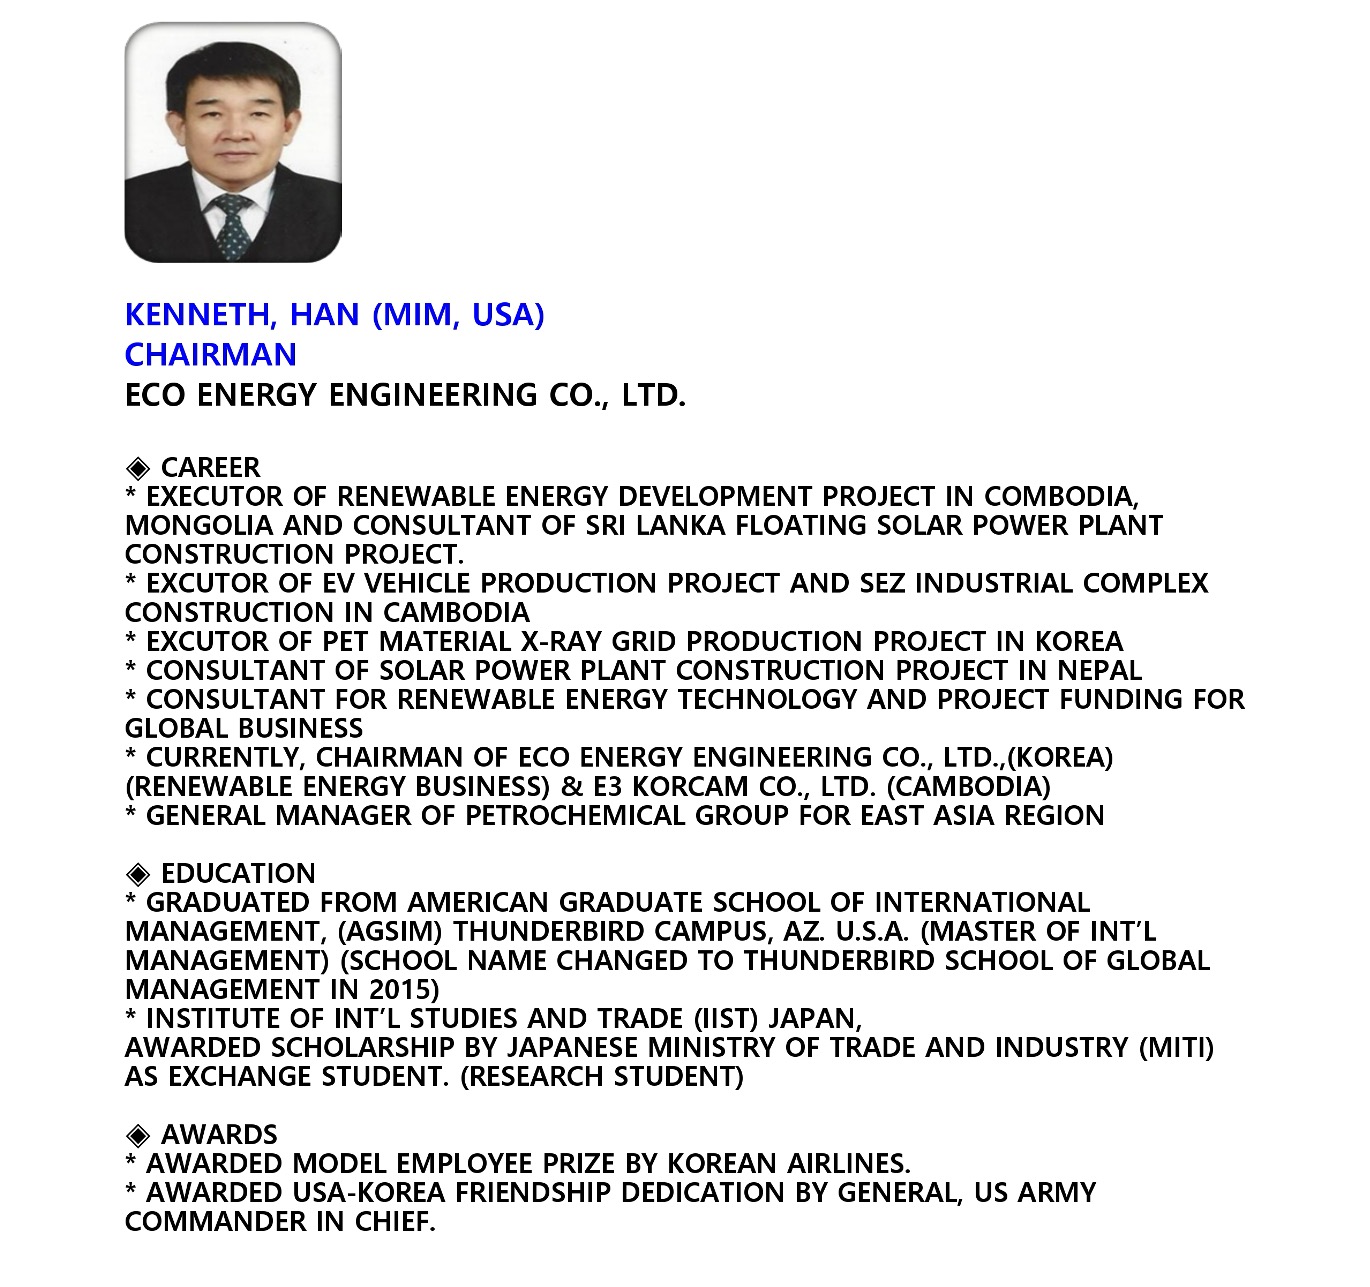 KENNETH, HAN (MIM, USA)
CHAIRMAN
ECO ENERGY ENGINEERING CO., LTD.
◈ CAREER
* EXECUTOR OF RENEWABLE ENERGY DEVELOPMENT PROJECT IN COMBODIA,
MONGOLIA AND CONSULTANT OF SRI LANKA FLOATING SOLAR POWER PLANT
CONSTRUCTION PROJECT.
* EXCUTOR OF EV VEHICLE PRODUCTION PROJECT AND SEZ INDUSTRIAL COMPLEX
CONSTRUCTION IN CAMBODIA
* EXCUTOR OF PET MATERIAL X-RAY GRID PRODUCTION PROJECT IN KOREA
* CONSULTANT OF SOLAR POWER PLANT CONSTRUCTION PROJECT IN NEPAL
* CONSULTANT FOR RENEWABLE ENERGY TECHNOLOGY AND PROJECT FUNDING FOR
GLOBAL BUSINESS
* CURRENTLY, CHAIRMAN OF ECO ENERGY ENGINEERING CO., LTD.,(KOREA)
(RENEWABLE ENERGY BUSINESS) & E3 KORCAM CO., LTD. (CAMBODIA)
* GENERAL MANAGER OF PETROCHEMICAL GROUP FOR EAST ASIA REGION
◈ EDUCATION
* GRADUATED FROM AMERICAN GRADUATE SCHOOL OF INTERNATIONAL
MANAGEMENT, (AGSIM) THUNDERBIRD CAMPUS, AZ. U.S.A. (MASTER OF INT’L
MANAGEMENT) (SCHOOL NAME CHANGED TO THUNDERBIRD SCHOOL OF GLOBAL
MANAGEMENT IN 2015)
* INSTITUTE OF INT’L STUDIES AND TRADE (IIST) JAPAN,
AWARDED SCHOLARSHIP BY JAPANESE MINISTRY OF TRADE AND INDUSTRY (MITI)
AS EXCHANGE STUDENT. (RESEARCH STUDENT)
◈ AWARDS
* AWARDED MODEL EMPLOYEE PRIZE BY KOREAN AIRLINES.
* AWARDED USA-KOREA FRIENDSHIP DEDICATION BY GENERAL, US ARMY
COMMANDER IN CHIEF.